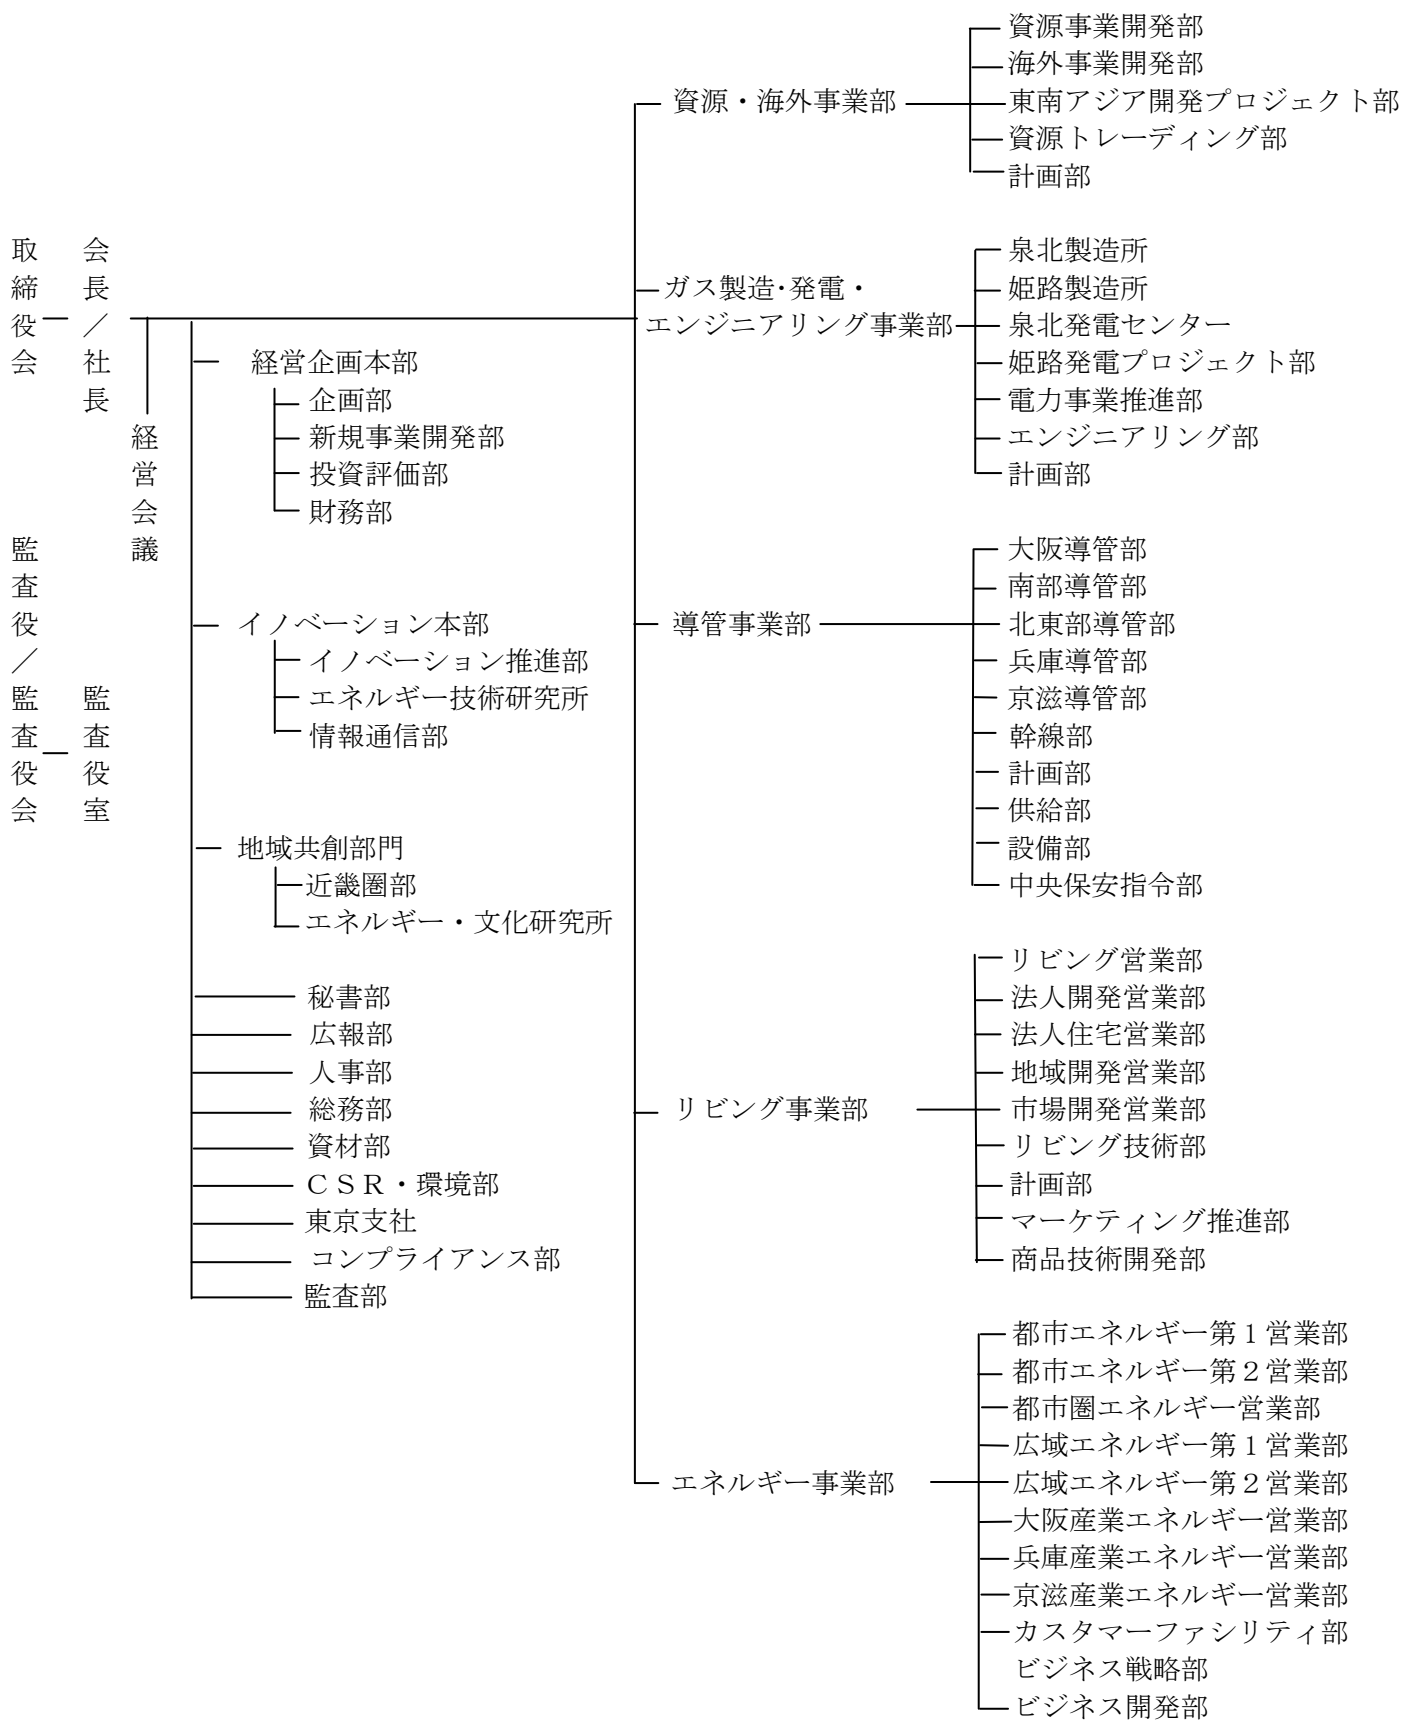 取締役会
会長／社長
経営会議
監査役／監査役会
監査役室
経営企画本部
企画部
新規事業開発部
投資評価部
財務部
イノベーション本部
イノベーション推進部
エネルギー技術研究所
情報通信部
地域共創部門
近畿圏部
エネルギー・文化研究所
秘書部
広報部
人事部
総務部
資材部
ＣＳＲ・環境部
東京支社
コンプライアンス部
監査部
資源・海外事業部
資源事業開発部
海外事業開発部
東南アジア開発プロジェクト部
資源トレーディング部
計画部
ガス製造･発電・
エンジニアリング事業部
泉北製造所
姫路製造所
泉北発電センター
姫路発電プロジェクト部
電力事業推進部
エンジニアリング部
計画部
導管事業部
大阪導管部
南部導管部
北東部導管部
兵庫導管部
京滋導管部
幹線部
計画部
供給部
設備部
中央保安指令部
リビング事業部
リビング営業部
法人開発営業部
法人住宅営業部
地域開発営業部
市場開発営業部
リビング技術部
計画部
マーケティング推進部
商品技術開発部
エネルギー事業部
都市エネルギー第１営業部
都市エネルギー第２営業部
都市圏エネルギー営業部
広域エネルギー第１営業部
広域エネルギー第２営業部
大阪産業エネルギー営業部
兵庫産業エネルギー営業部
京滋産業エネルギー営業部
カスタマーファシリティ部
ビジネス戦略部
ビジネス開発部